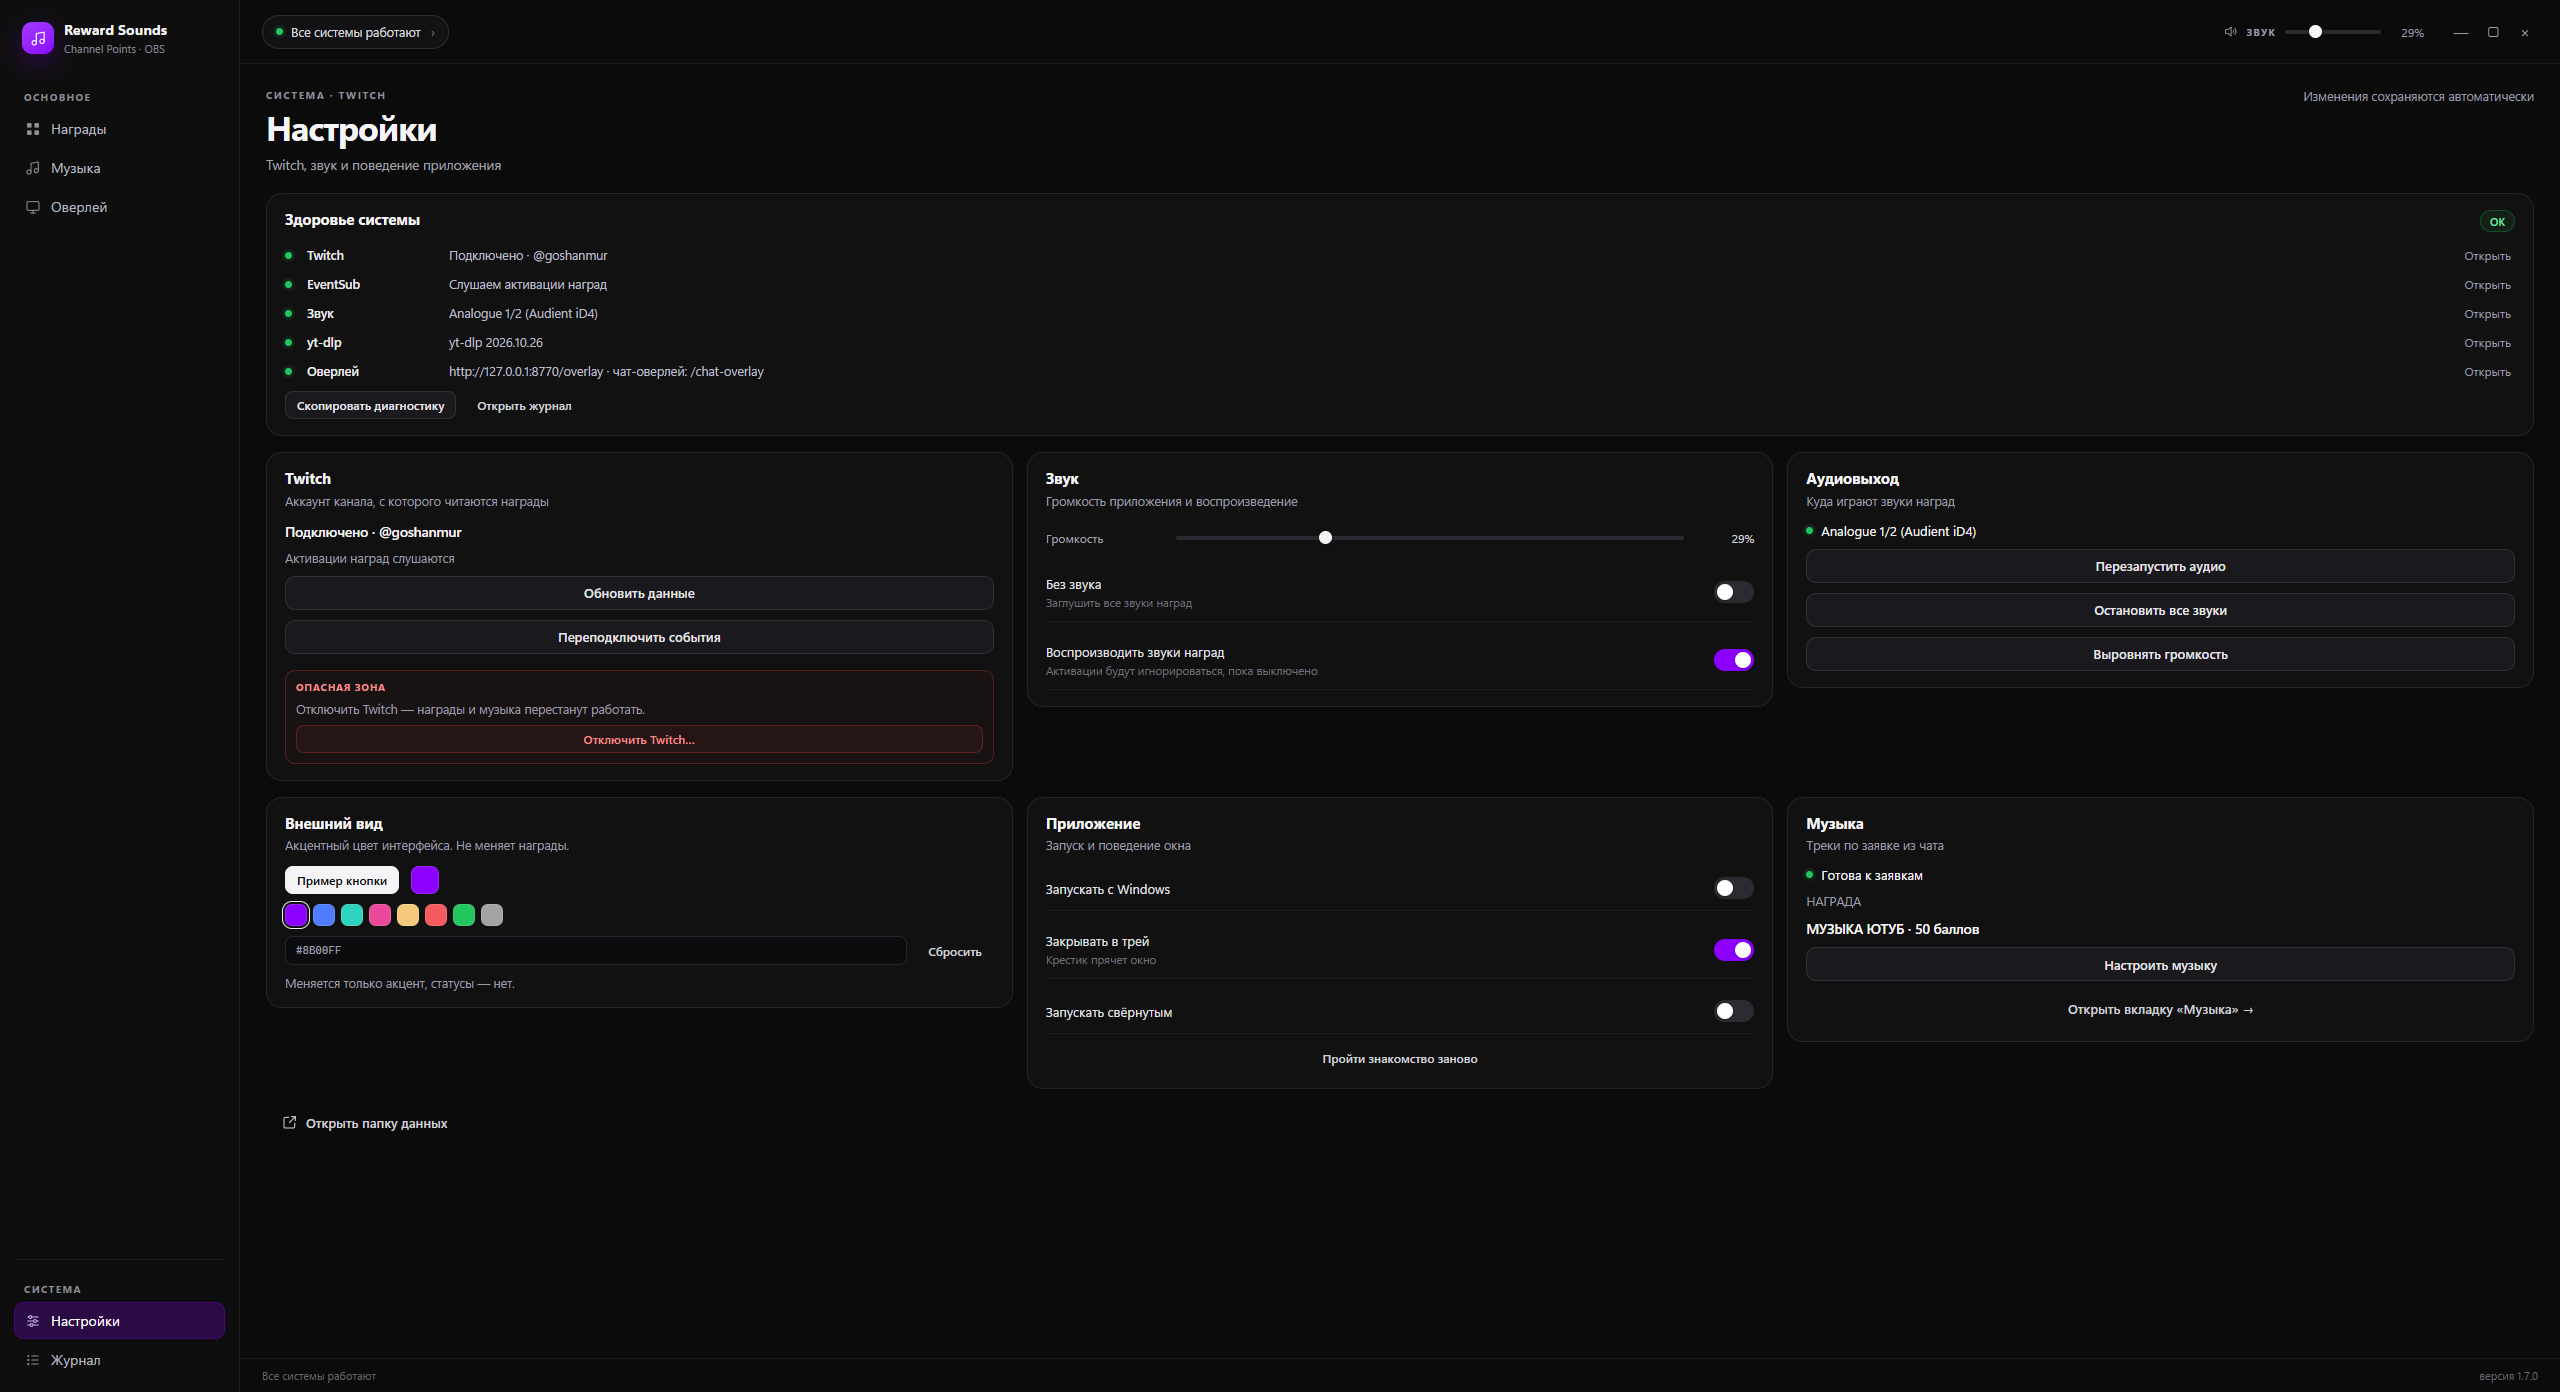 Reward Sounds
Channel Points · OBS
ОСНОВНОЕ
Награды
Музыка
Оверлей
СИСТЕМА
Настройки
Журнал
Все системы работают ›
ЗВУК 29%
СИСТЕМА · TWITCH
Изменения сохраняются автоматически
Настройки
Twitch, звук и поведение приложения
Здоровье системы
OK
Twitch Подключено · @goshanmur Открыть
EventSub Слушаем активации наград Открыть
Звук Analogue 1/2 (Audient iD4) Открыть
yt-dlp yt-dlp 2026.10.26 Открыть
Оверлей http://127.0.0.1:8770/overlay · чат-оверлей: /chat-overlay Открыть
Скопировать диагностику Открыть журнал
Twitch
Аккаунт канала, с которого читаются награды
Подключено · @goshanmur
Активации наград слушаются
Обновить данные
Переподключить события
ОПАСНАЯ ЗОНА
Отключить Twitch — награды и музыка перестанут работать.
Отключить Twitch...
Звук
Громкость приложения и воспроизведение
Громкость 29%
Без звука
Заглушить все звуки наград
Воспроизводить звуки наград
Активации будут игнорироваться, пока выключено
Аудиовыход
Куда играют звуки наград
Analogue 1/2 (Audient iD4)
Перезапустить аудио
Остановить все звуки
Выровнять громкость
Внешний вид
Акцентный цвет интерфейса. Не меняет награды.
Пример кнопки
#8B00FF Сбросить
Меняется только акцент, статусы — нет.
Приложение
Запуск и поведение окна
Запускать с Windows
Закрывать в трей
Крестик прячет окно
Запускать свёрнутым
Пройти знакомство заново
Музыка
Треки по заявке из чата
Готова к заявкам
НАГРАДА
МУЗЫКА ЮТУБ · 50 баллов
Настроить музыку
Открыть вкладку «Музыка» →
Открыть папку данных
Все системы работают
версия 1.7.0